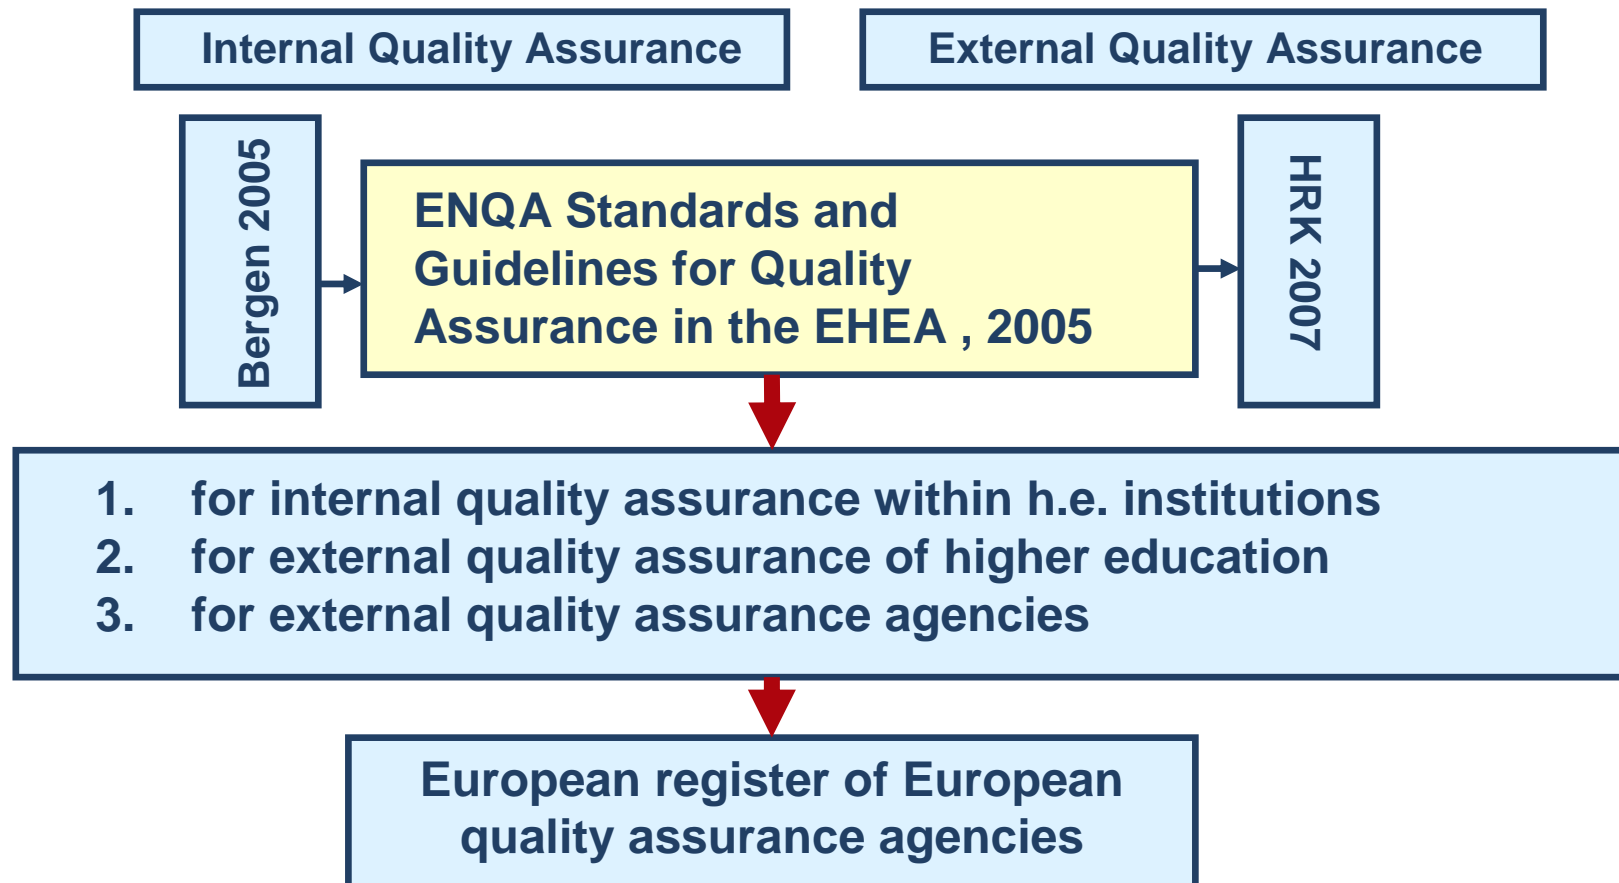 Internal Quality Assurance
External Quality Assurance
Bergen 2005
ENQA Standards and
Guidelines for Quality
Assurance in the EHEA , 2005
HRK 2007
1. for internal quality assurance within h.e. institutions
2. for external quality assurance of higher education
3. for external quality assurance agencies
European register of European
quality assurance agencies